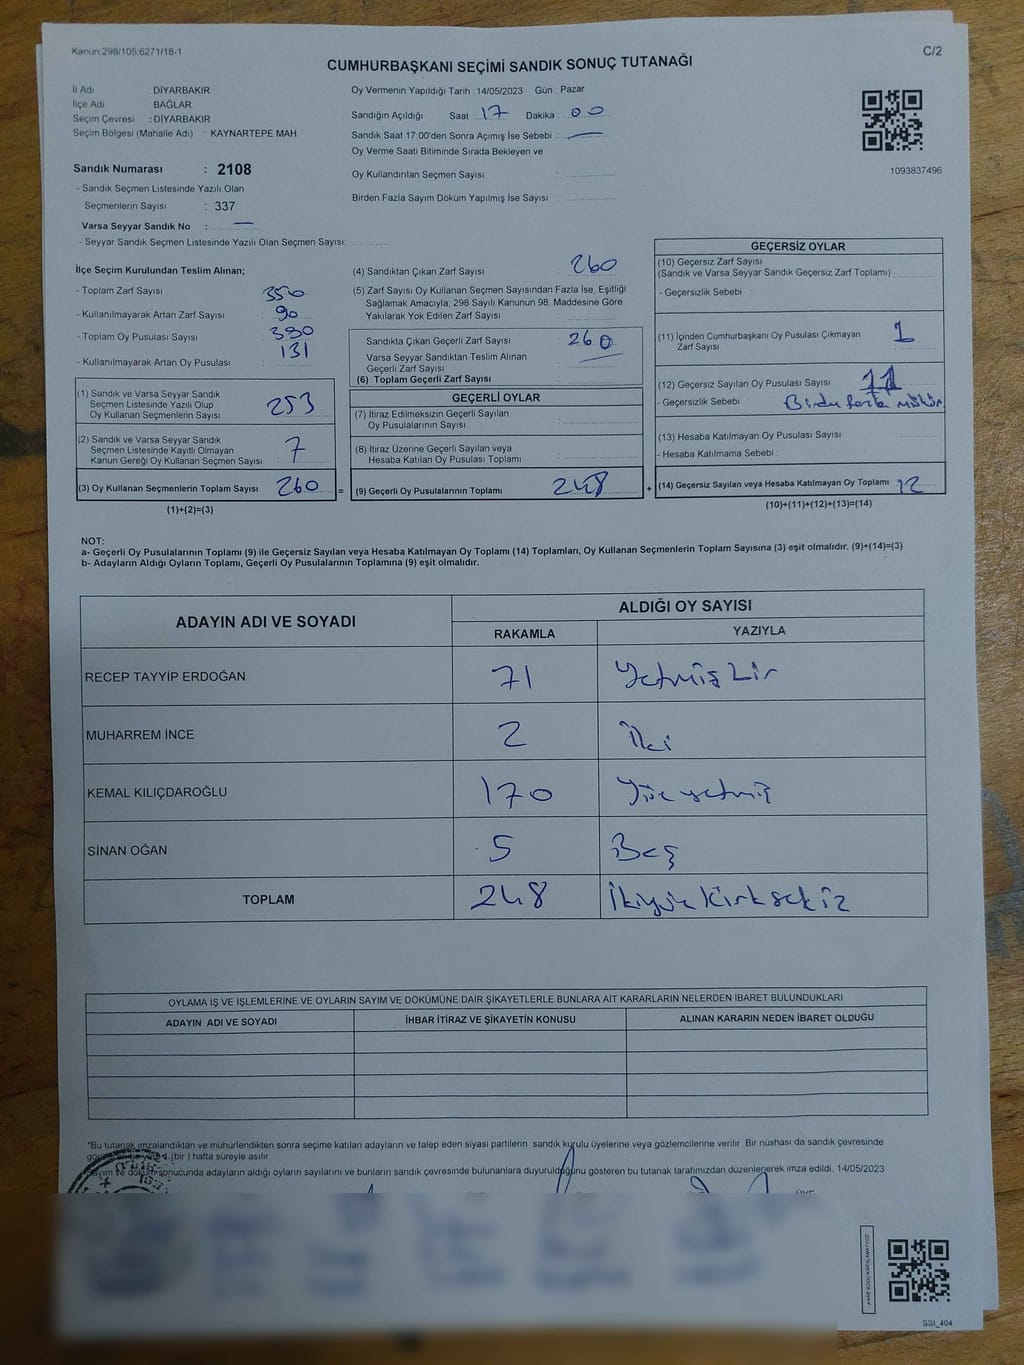 Kanun 298/105,6271/18-1
C/2
CUMHURBAŞKANI SEÇİMİ SANDIK SONUÇ TUTANAĞI
İl Adı DİYARBAKIR
İlçe Adı BAĞLAR
Seçim Çevresi : DİYARBAKIR
Seçim Bölgesi (Mahalle Adı) : KAYNARTEPE MAH
Sandık Numarası : 2108
- Sandık Seçmen Listesinde Yazılı Olan
Seçmenlerin Sayısı : 337
Varsa Seyyar Sandık No : —
- Seyyar Sandık Seçmen Listesinde Yazılı Olan Seçmen Sayısı:
Oy Vermenin Yapıldığı Tarih : 14/05/2023 Gün : Pazar
Sandığın Açıldığı Saat : 17 Dakika : 00
Sandık Saat 17:00'den Sonra Açımış İse Sebebi : —
Oy Verme Saati Bitiminde Sırada Bekleyen ve
Oy Kullandırılan Seçmen Sayısı :
Birden Fazla Sayım Döküm Yapılmış İse Sayısı :
1093837496
İlçe Seçim Kurulundan Teslim Alınan;
- Toplam Zarf Sayısı : 350
- Kullanılmayarak Artan Zarf Sayısı : 90
- Toplam Oy Pusulası Sayısı : 390
- Kullanılmayarak Artan Oy Pusulası : 131
(1) Sandık ve Varsa Seyyar Sandık
Seçmen Listesinde Yazılı Olup
Oy Kullanan Seçmenlerin Sayısı 253
(2) Sandık ve Varsa Seyyar Sandık
Seçmen Listesinde Kayıtlı Olmayan
Kanun Gereği Oy Kullanan Seçmen Sayısı 7
(3) Oy Kullanan Seçmenlerin Toplam Sayısı 260 =
(1)+(2)=(3)
(4) Sandıktan Çıkan Zarf Sayısı : 260
(5) Zarf Sayısı Oy Kullanan Seçmen Sayısından Fazla İse, Eşitliği
Sağlamak Amacıyla; 298 Sayılı Kanunun 98. Maddesine Göre
Yakılarak Yok Edilen Zarf Sayısı :
Sandıkta Çıkan Geçerli Zarf Sayısı : 260
Varsa Seyyar Sandıktan Teslim Alınan
Geçerli Zarf Sayısı : —
(6) Toplam Geçerli Zarf Sayısı :
GEÇERLİ OYLAR
(7) İtiraz Edilmeksizin Geçerli Sayılan
Oy Pusulalarının Sayısı :
(8) İtiraz Üzerine Geçerli Sayılan veya
Hesaba Katılan Oy Pusulası Toplamı :
(9) Geçerli Oy Pusulalarının Toplamı 248 +
GEÇERSİZ OYLAR
(10) Geçersiz Zarf Sayısı
(Sandık ve Varsa Seyyar Sandık Geçersiz Zarf Toplamı) :
- Geçersizlik Sebebi :
(11) İçinden Cumhurbaşkanı Oy Pusulası Çıkmayan
Zarf Sayısı : 1
(12) Geçersiz Sayılan Oy Pusulası Sayısı : 11
- Geçersizlik Sebebi : Birden fazla mühür
(13) Hesaba Katılmayan Oy Pusulası Sayısı :
- Hesaba Katılmama Sebebi :
(14) Geçersiz Sayılan veya Hesaba Katılmayan Oy Toplamı 12
(10)+(11)+(12)+(13)=(14)
NOT:
a- Geçerli Oy Pusulalarının Toplamı (9) ile Geçersiz Sayılan veya Hesaba Katılmayan Oy Toplamı (14) Toplamları, Oy Kullanan Seçmenlerin Toplam Sayısına (3) eşit olmalıdır. (9)+(14)=(3)
b- Adayların Aldığı Oyların Toplamı, Geçerli Oy Pusulalarının Toplamına (9) eşit olmalıdır.
ADAYIN ADI VE SOYADI
ALDIĞI OY SAYISI
RAKAMLA YAZIYLA
RECEP TAYYİP ERDOĞAN 71 Yetmiş bir
MUHARREM İNCE 2 İki
KEMAL KILIÇDAROĞLU 170 Yüz yetmiş
SİNAN OĞAN 5 Beş
TOPLAM 248 İkiyüz Kırk sekiz
OYLAMA İŞ VE İŞLEMLERİNE VE OYLARIN SAYIM VE DÖKÜMÜNE DAİR ŞİKAYETLERLE BUNLARA AİT KARARLARIN NELERDEN İBARET BULUNDUKLARI
ADAYIN ADI VE SOYADI İHBAR İTİRAZ VE ŞİKAYETİN KONUSU ALINAN KARARIN NEDEN İBARET OLDUĞU
*Bu tutanak imzalandıktan ve mühürlendikten sonra seçime katılan adayların ve talep eden siyasi partilerin sandık kurulu üyelerine veya gözlemcilerine verilir. Bir nüshası da sandık çevresinde
(bir) hafta süreyle asılır.
Sayım ve döküm sonucunda adayların aldığı oyların sayılarını ve bunların sandık çevresinde bulunanlara duyurulduğunu gösteren bu tutanak tarafımızdan düzenlenerek imza edildi. 14/05/2023
SSI_404